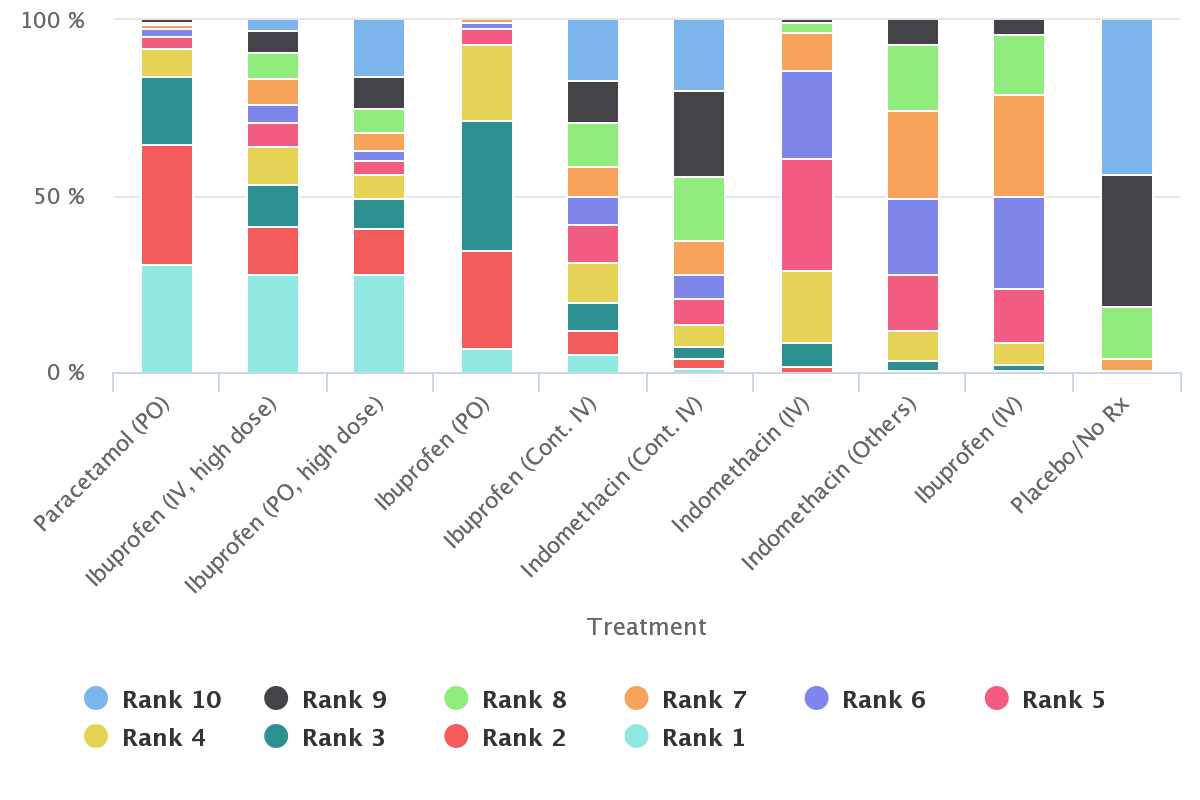 100 %
50 %
0 %
Paracetamol (PO)
Ibuprofen (IV, high dose)
Ibuprofen (PO, high dose)
Ibuprofen (PO)
Ibuprofen (Cont. IV)
Indomethacin (Cont. IV)
Indomethacin (IV)
Indomethacin (Others)
Ibuprofen (IV)
Placebo/No Rx
Treatment
Rank 10 Rank 9 Rank 8 Rank 7 Rank 6 Rank 5
Rank 4 Rank 3 Rank 2 Rank 1